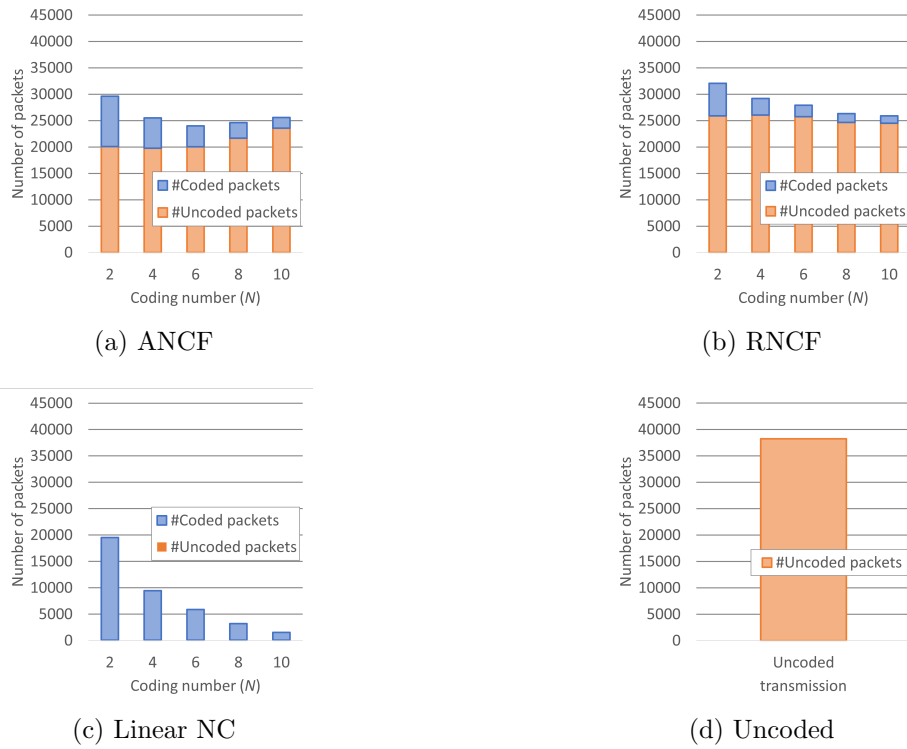 45000
40000
35000
30000
25000
20000
15000
10000
5000
0
Number of packets
#Coded packets
#Uncoded packets
2 4 6 8 10
Coding number (N)
(a) ANCF
45000
40000
35000
30000
25000
20000
15000
10000
5000
0
Number of packets
#Coded packets
#Uncoded packets
2 4 6 8 10
Coding number (N)
(b) RNCF
45000
40000
35000
30000
25000
20000
15000
10000
5000
0
Number of packets
#Coded packets
#Uncoded packets
2 4 6 8 10
Coding number (N)
(c) Linear NC
45000
40000
35000
30000
25000
20000
15000
10000
5000
0
Number of packets
#Uncoded packets
Uncoded
transmission
(d) Uncoded